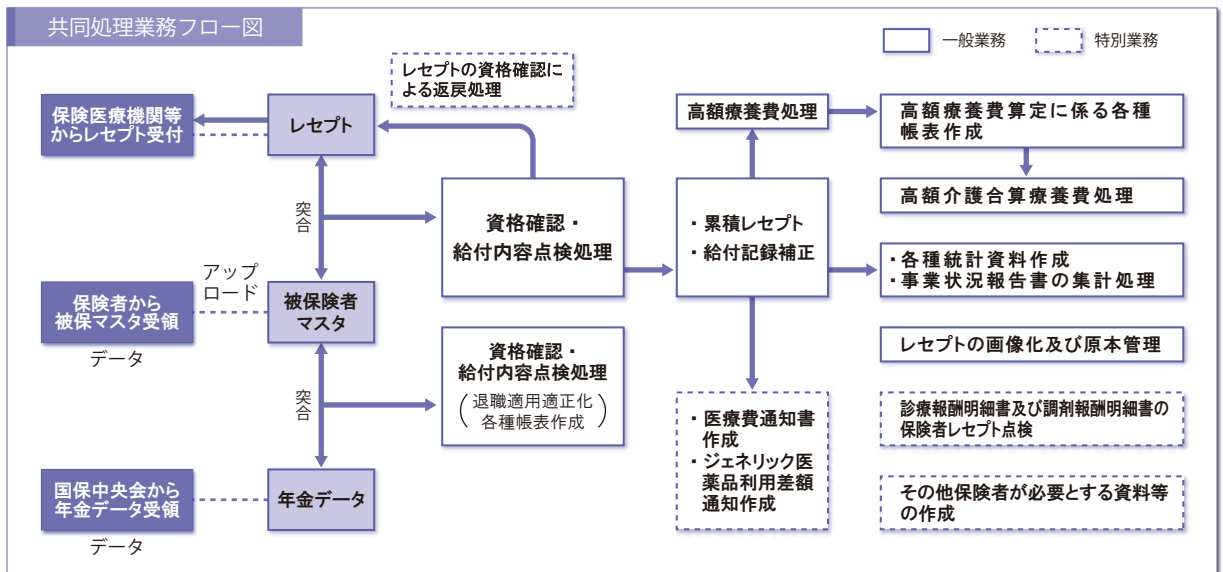 共同処理業務フロー図
一般業務
特別業務
レセプトの資格確認に
よる返戻処理
保険医療機関等
からレセプト受付
レセプト
高額療養費処理
高額療養費算定に係る各種
帳表作成
突合
資格確認・
給付内容点検処理
・累積レセプト
・給付記録補正
高額介護合算療養費処理
アップ
ロード
・各種統計資料作成
・事業状況報告書の集計処理
保険者から
被保マスタ受領
データ
被保険者
マスタ
レセプトの画像化及び原本管理
突合
資格確認・
給付内容点検処理
(退職適用適正化
各種帳表作成)
・医療費通知書
作成
・ジェネリック医
薬品利用差額
通知作成
診療報酬明細書及び調剤報酬明細書の
保険者レセプト点検
国保中央会から
年金データ受領
データ
年金データ
その他保険者が必要とする資料等
の作成